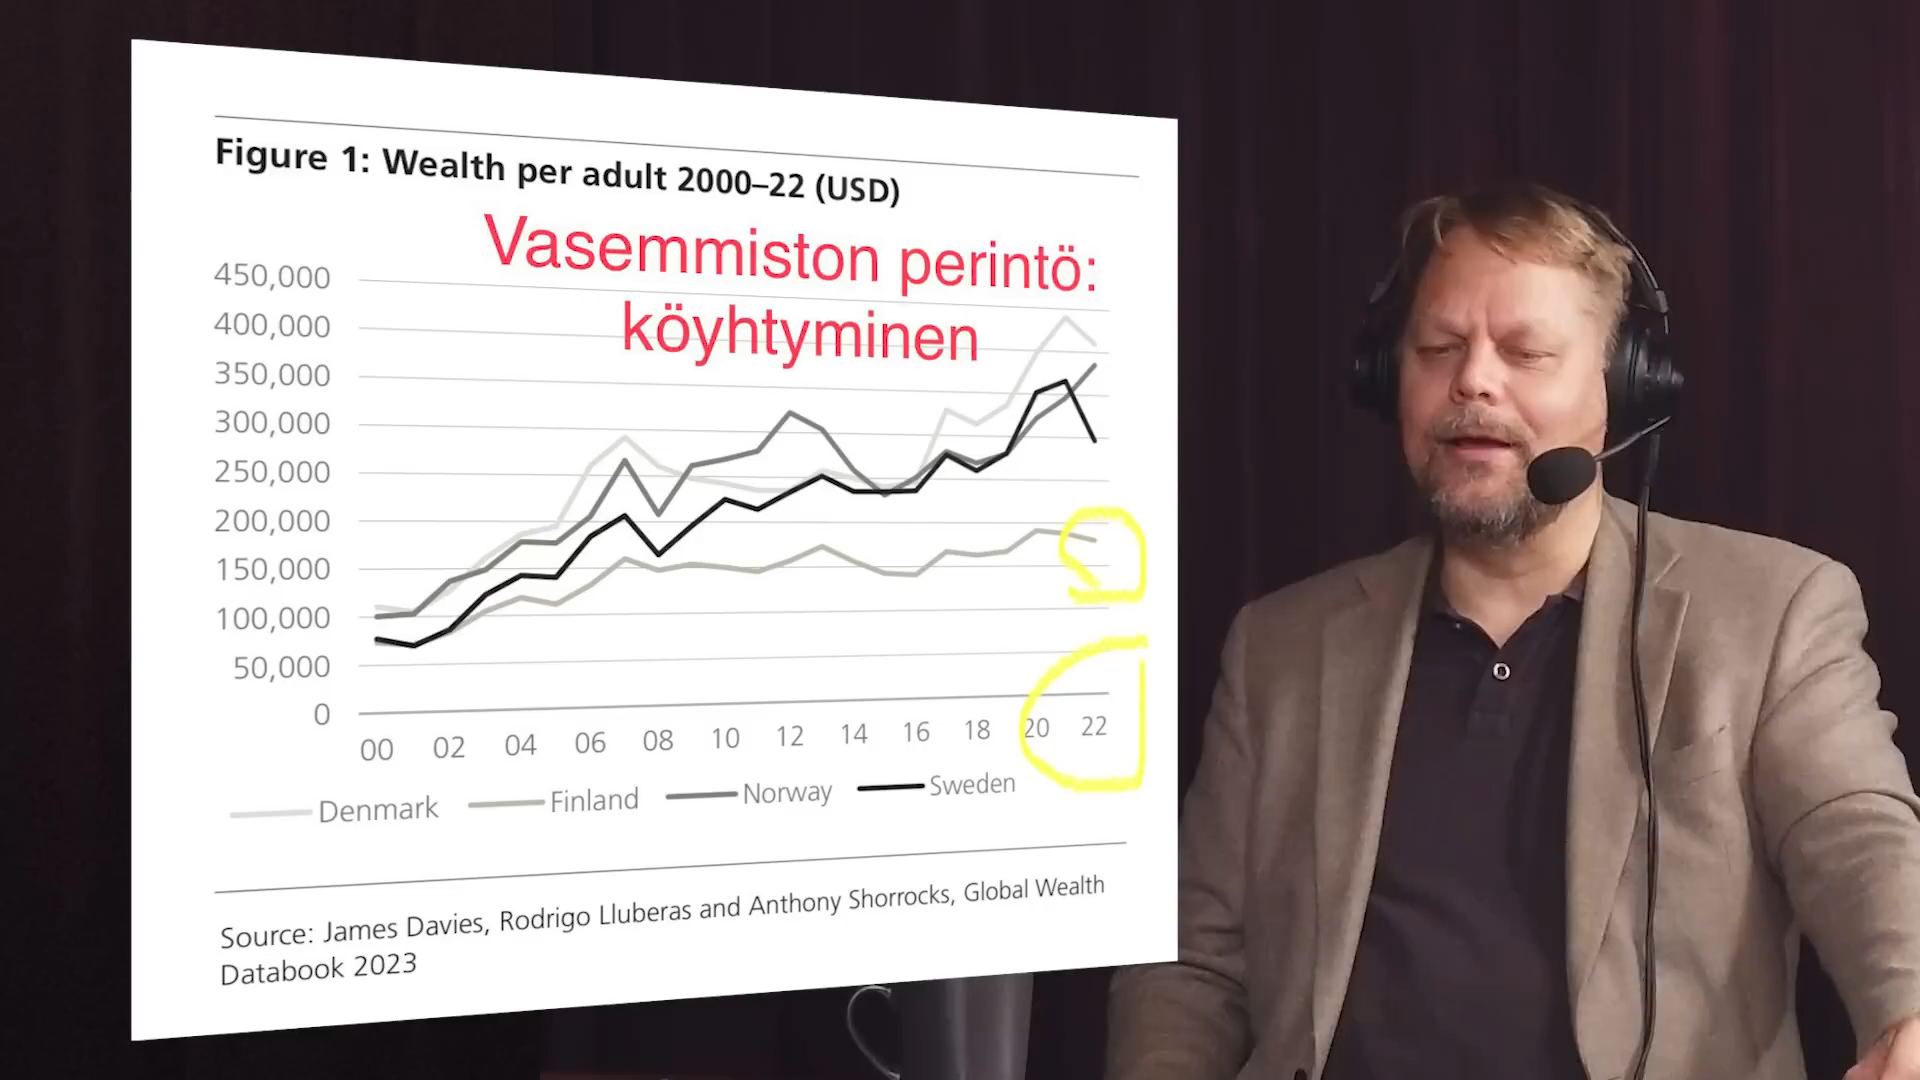 Figure 1: Wealth per adult 2000–22 (USD)
Vasemmiston perintö:
köyhtyminen
450,000
400,000
350,000
300,000
250,000
200,000
150,000
100,000
50,000
0
00 02 04 06 08 10 12 14 16 18 20 22
Denmark Finland Norway Sweden
Source: James Davies, Rodrigo Lluberas and Anthony Shorrocks, Global Wealth
Databook 2023